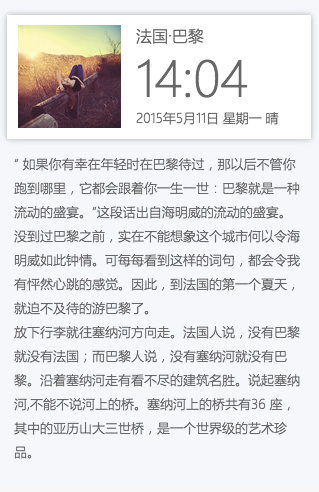 法国·巴黎
14:04
2015年5月11日 星期一 晴
“ 如果你有幸在年轻时在巴黎待过，那以后不管你
跑到哪里，它都会跟着你一生一世：巴黎就是一种
流动的盛宴。”这段话出自海明威的流动的盛宴。
没到过巴黎之前，实在不能想象这个城市何以令海
明威如此钟情。可每每看到这样的词句，都会令我
有怦然心跳的感觉。因此，到法国的第一个夏天，
就迫不及待的游巴黎了。
放下行李就往塞纳河方向走。法国人说，没有巴黎
就没有法国；而巴黎人说，没有塞纳河就没有巴
黎。沿着塞纳河走有看不尽的建筑名胜。说起塞纳
河,不能不说河上的桥。塞纳河上的桥共有36 座，
其中的亚历山大三世桥，是一个世界级的艺术珍
品。